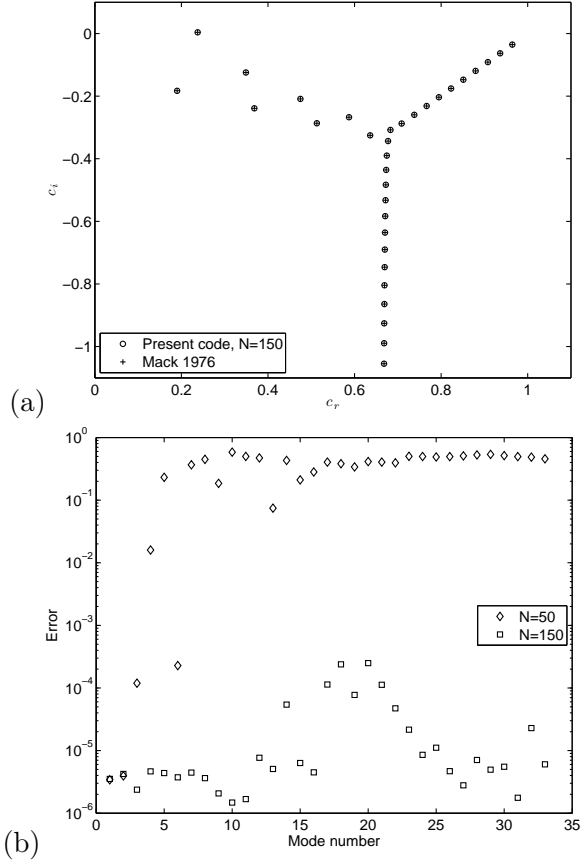 0
−0.2
−0.4
−0.6
−0.8
−1
c_i
0 0.2 0.4 0.6 0.8 1
c_r
Present code, N=150
Mack 1976
(a)
10^0
10^−1
10^−2
10^−3
10^−4
10^−5
10^−6
Error
0 5 10 15 20 25 30 35
Mode number
N=50
N=150
(b)